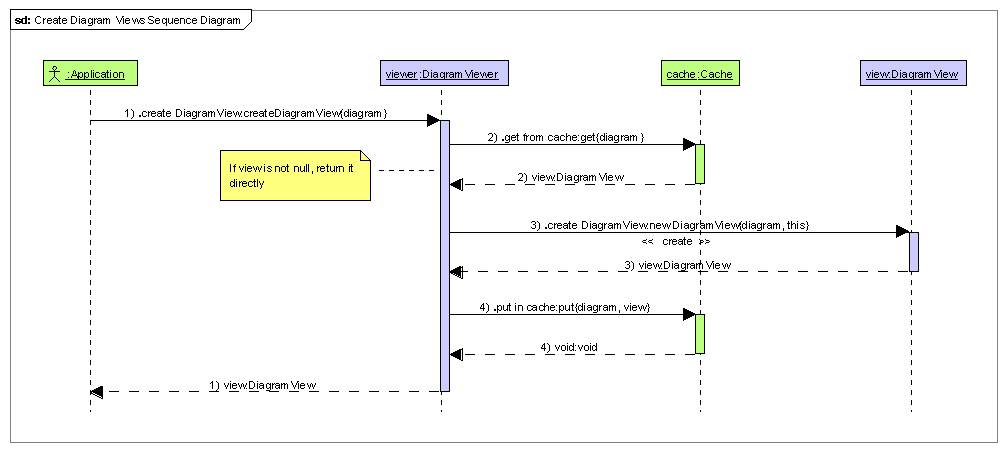 sd: Create Diagram Views Sequence Diagram
:Application
viewer:DiagramViewer
cache:Cache
view:DiagramView
1) .create DiagramView:createDiagramView{diagram}
2) .get from cache:get{diagram}
If view is not null, return it
directly
2) view:DiagramView
3) .create DiagramView:newDiagramView{diagram, this}
<< create >>
3) view:DiagramView
4) .put in cache:put{diagram, view}
4) void:void
1) view:DiagramView